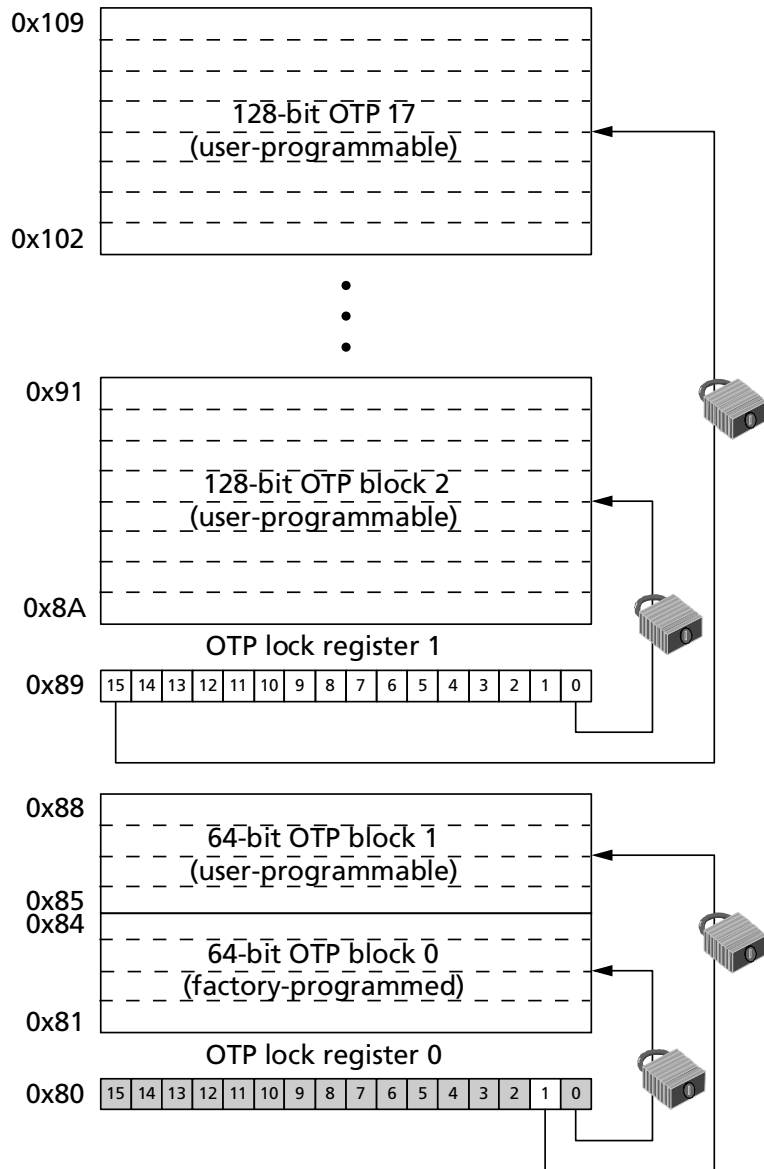 0x109
128-bit OTP 17
(user-programmable)
0x102
0x91
128-bit OTP block 2
(user-programmable)
0x8A
OTP lock register 1
0x89 15 14 13 12 11 10 9 8 7 6 5 4 3 2 1 0
0x88
64-bit OTP block 1
(user-programmable)
0x85
0x84
64-bit OTP block 0
(factory-programmed)
0x81
OTP lock register 0
0x80 15 14 13 12 11 10 9 8 7 6 5 4 3 2 1 0